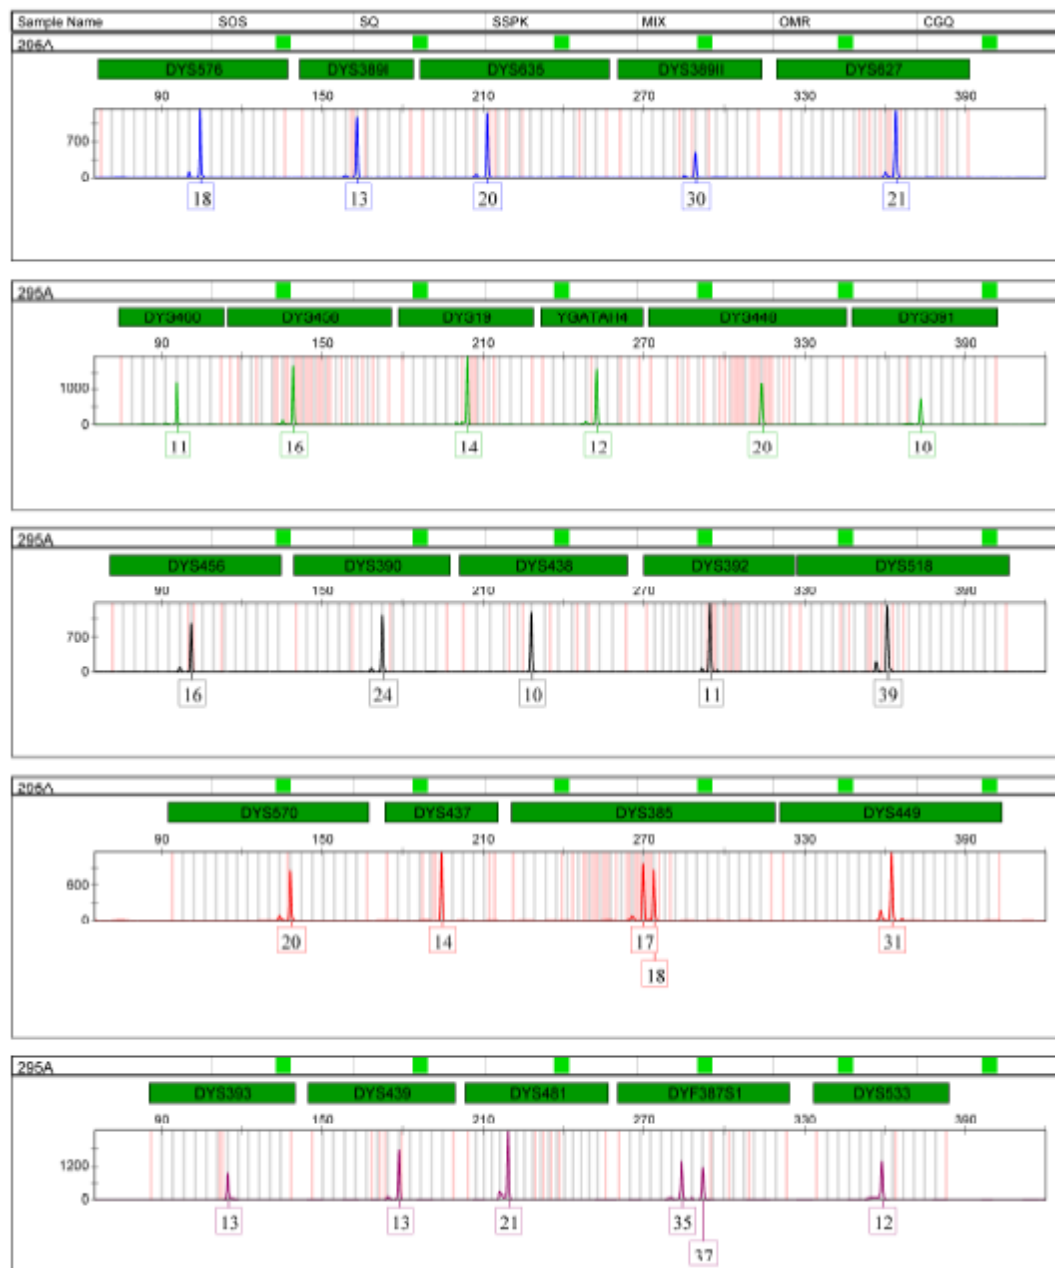 Sample Name SOS SQ SSPK MIX OMR CGQ
295A
DYS576 DYS389I DYS635 DYS389II DYS627
90 150 210 270 330 390
700
0
18 13 20 30 21
295A
DYS458 DYS19 YGATAH4 DYS448 DYS391
90 150 210 270 330 390
1000
0
11 16 14 12 20 10
295A
DYS456 DYS390 DYS438 DYS392 DYS518
90 150 210 270 330 390
700
0
16 24 10 11 39
295A
DYS570 DYS437 DYS385 DYS449
90 150 210 270 330 390
600
0
20 14 17 31
18
295A
DYS393 DYS439 DYS481 DYF387S1 DYS533
90 150 210 270 330 390
1200
0
13 13 21 35 12
37